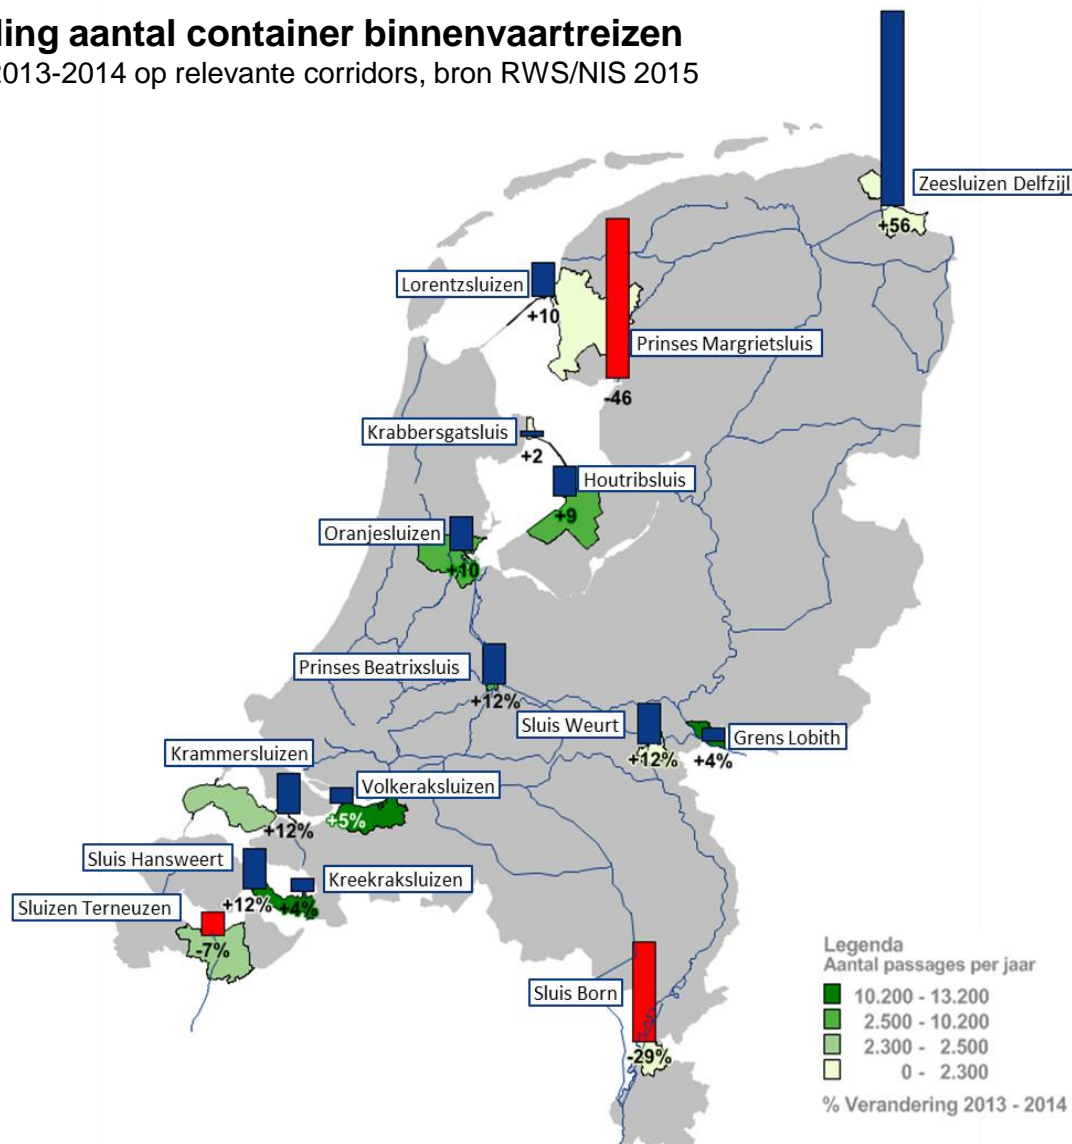 ling aantal container binnenvaartreizen
2013-2014 op relevante corridors, bron RWS/NIS 2015
Zeesluizen Delfzijl
+56
Lorentzsluizen
+10
Prinses Margrietsluis
-46
Krabbersgatsluis
+2
Houtribsluis
+9
Oranjesluizen
+10
Prinses Beatrixsluis
+12%
Sluis Weurt
+12%
Grens Lobith
+4%
Krammersluizen
+12%
Volkeraksluizen
+5%
Sluis Hansweert
+12%
Kreekraksluizen
+4%
Sluizen Terneuzen
-7%
Sluis Born
-29%
Legenda
Aantal passages per jaar
10.200 - 13.200
2.500 - 10.200
2.300 - 2.500
0 - 2.300
% Verandering 2013 - 2014